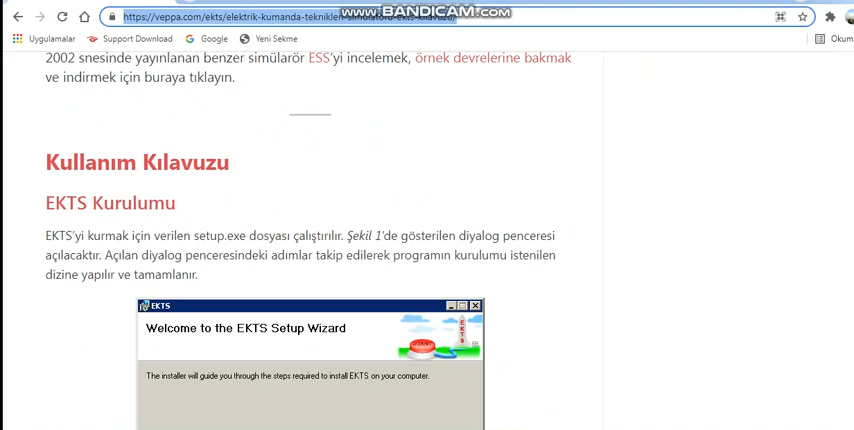 https://veppa.com/ekts/elektrik-kumanda-teknikleri-simulatoru-ekts-kilavuzu/
www.BANDICAM.com
Uygulamalar Support Download Google Yeni Sekme Okum
2002 snesinde yayınlanan benzer simülarör ESS'yi incelemek, örnek devrelerine bakmak
ve indirmek için buraya tıklayın.
Kullanım Kılavuzu
EKTS Kurulumu
EKTS'yi kurmak için verilen setup.exe dosyası çalıştırılır. Şekil 1'de gösterilen diyalog penceresi
açılacaktır. Açılan diyalog penceresindeki adımlar takip edilerek programın kurulumu istenilen
dizine yapılır ve tamamlanır.
EKTS
Welcome to the EKTS Setup Wizard
START
EKTS
The installer will guide you through the steps required to install EKTS on your computer.